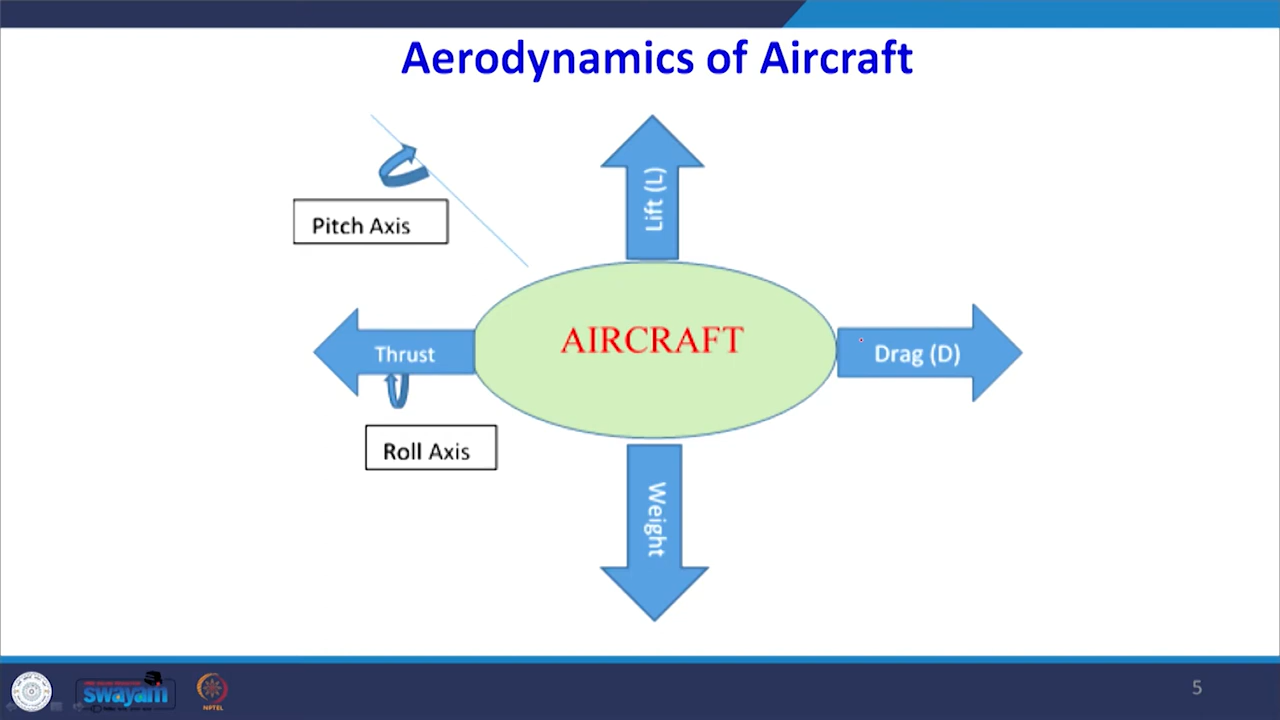 Aerodynamics of Aircraft
Lift (L)
Pitch Axis
AIRCRAFT
Thrust
Drag (D)
Roll Axis
Weight
swayam
NPTEL
5